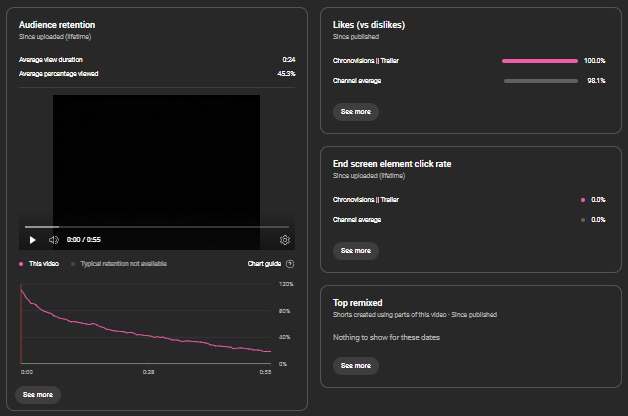 Audience retention
Since uploaded (lifetime)
Average view duration 0:24
Average percentage viewed 45.3%
0:00 / 0:55
This video Typical retention not available Chart guide ?
120%
80%
40%
0%
0:00 0:28 0:55
See more
Likes (vs dislikes)
Since published
Chronovisions || Trailer 100.0%
Channel average 98.1%
See more
End screen element click rate
Since uploaded (lifetime)
Chronovisions || Trailer 0.0%
Channel average 0.0%
See more
Top remixed
Shorts created using parts of this video · Since published
Nothing to show for these dates
See more